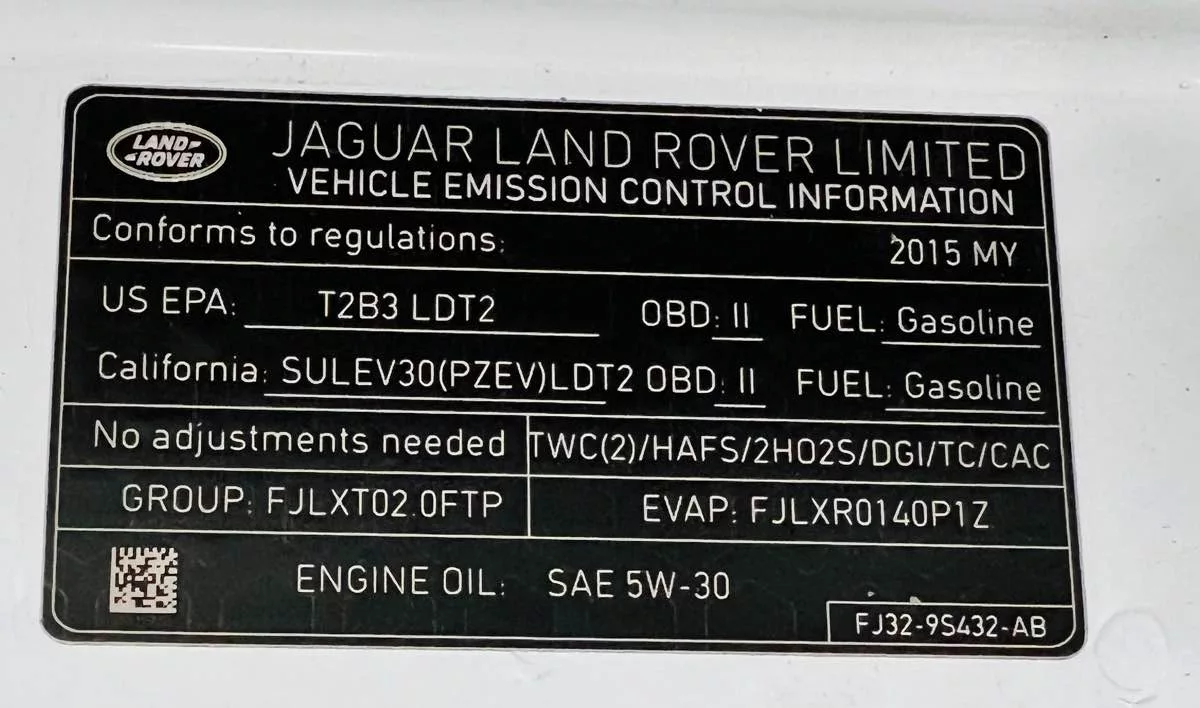 LAND-
-ROVER
JAGUAR LAND ROVER LIMITED
VEHICLE EMISSION CONTROL INFORMATION
Conforms to regulations: 2015 MY
US EPA: T2B3 LDT2 OBD: II FUEL: Gasoline
California: SULEV30(PZEV)LDT2 OBD: II FUEL: Gasoline
No adjustments needed TWC(2)/HAFS/2HO2S/DGI/TC/CAC
GROUP: FJLXT02.0FTP EVAP: FJLXR0140P1Z
ENGINE OIL: SAE 5W-30
FJ32-9S432-AB